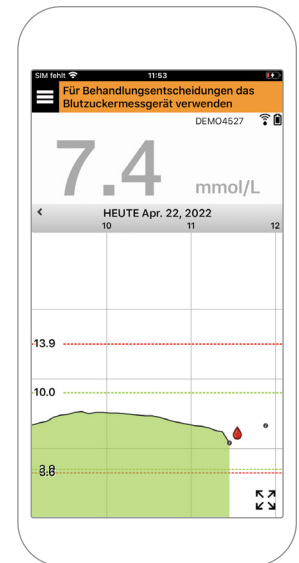 SIM fehlt 11:53
Für Behandlungsentscheidungen das
Blutzuckermessgerät verwenden
DEMO4527
7.4 mmol/L
HEUTE Apr. 22, 2022
10 11 12
13.9
10.0